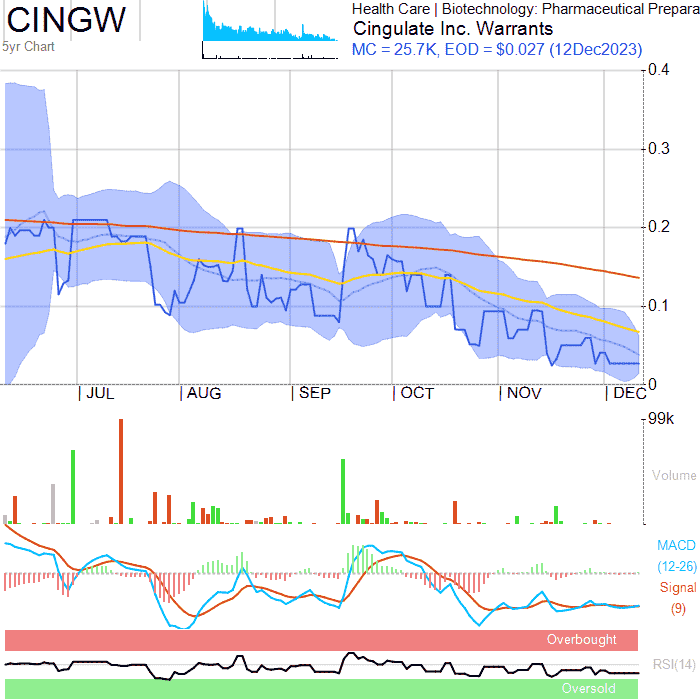 CINGW
5yr Chart
Health Care | Biotechnology: Pharmaceutical Prepara
Cingulate Inc. Warrants
MC = 25.7K, EOD = $0.027 (12Dec2023)
0.4
0.3
0.2
0.1
0
JUL AUG SEP OCT NOV DEC
99k
Volume
MACD
(12-26)
Signal
(9)
Overbought
RSI(14)
Oversold